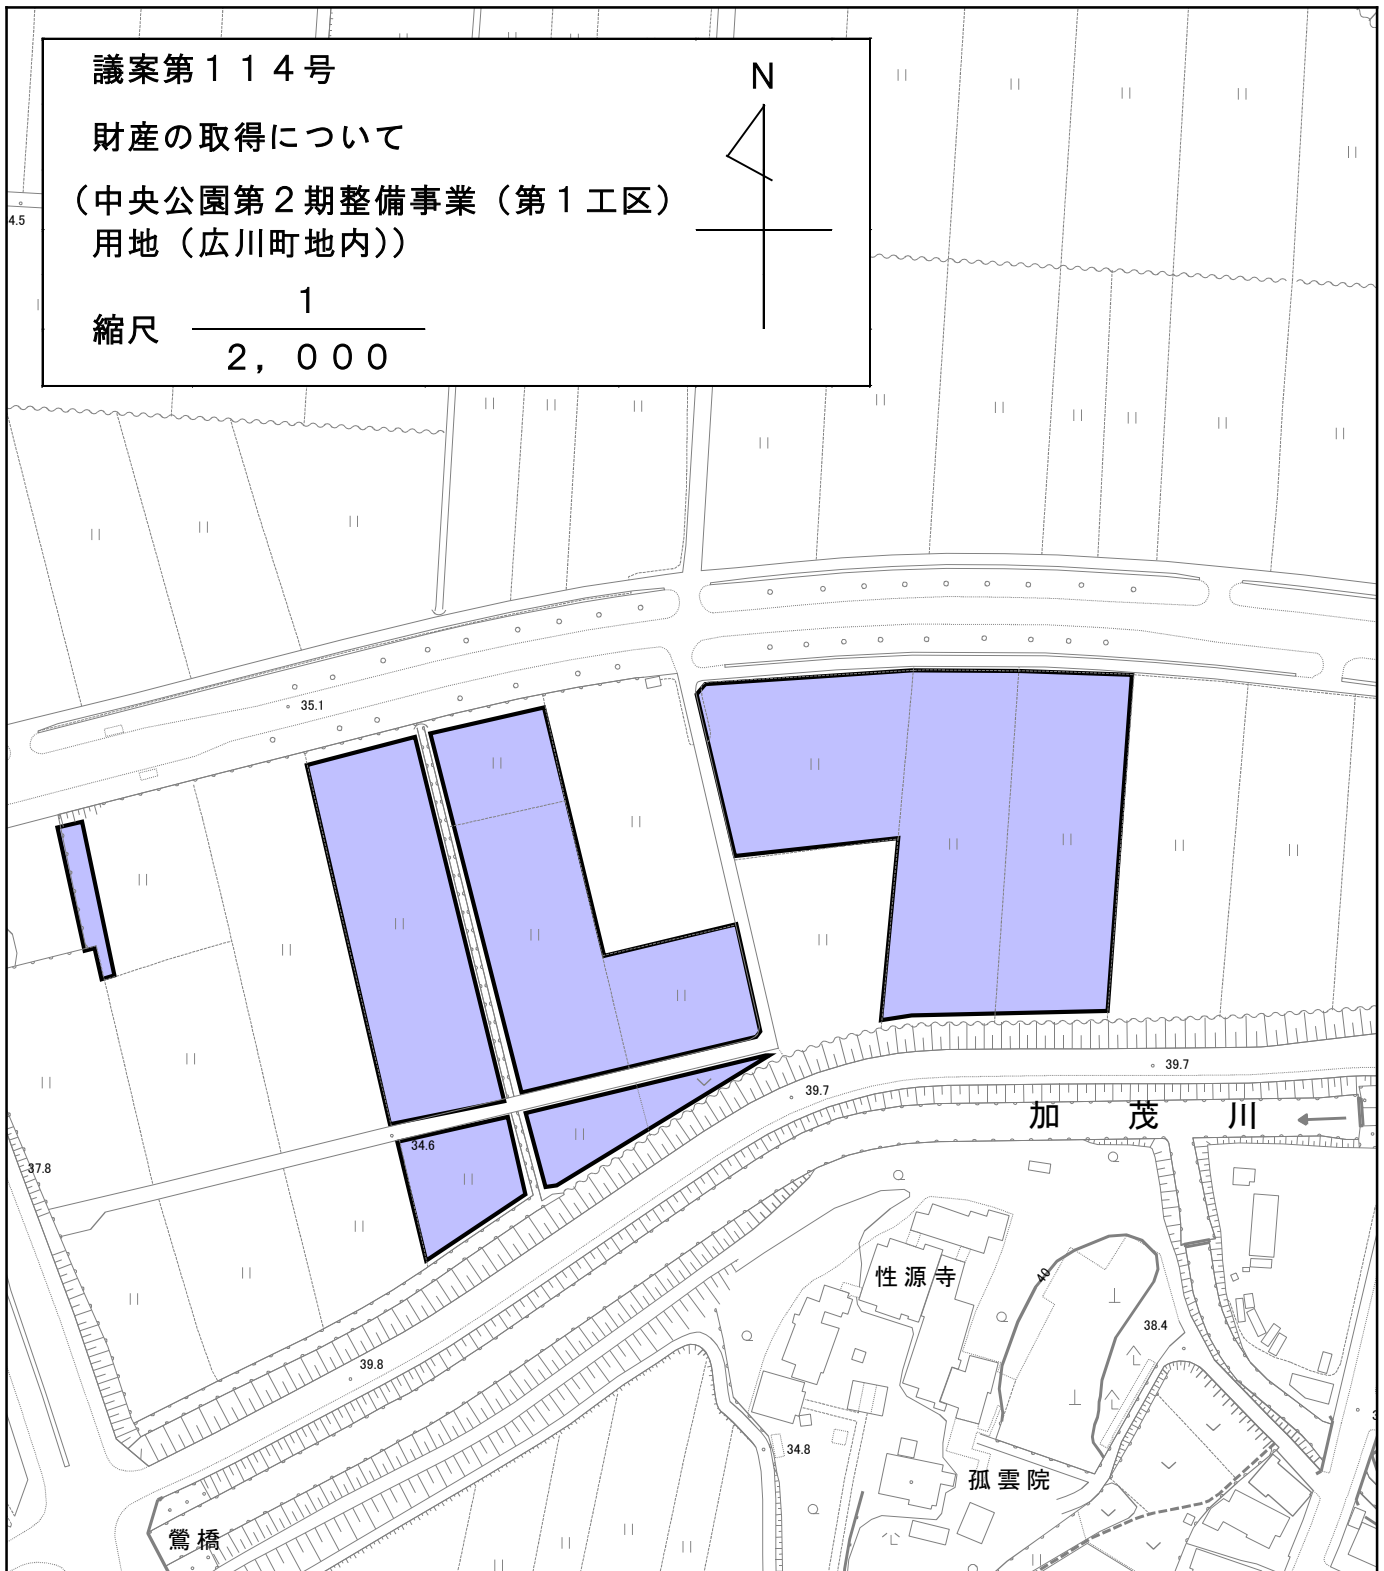 議案第１１４号
財産の取得について
（中央公園第２期整備事業（第１工区）
用地（広川町地内））
縮尺
１
２，０００
N
4.5
35.1
39.7
39.7
加茂川
34.6
37.8
性源寺
40
38.4
39.8
34.8
孤雲院
鶯橋